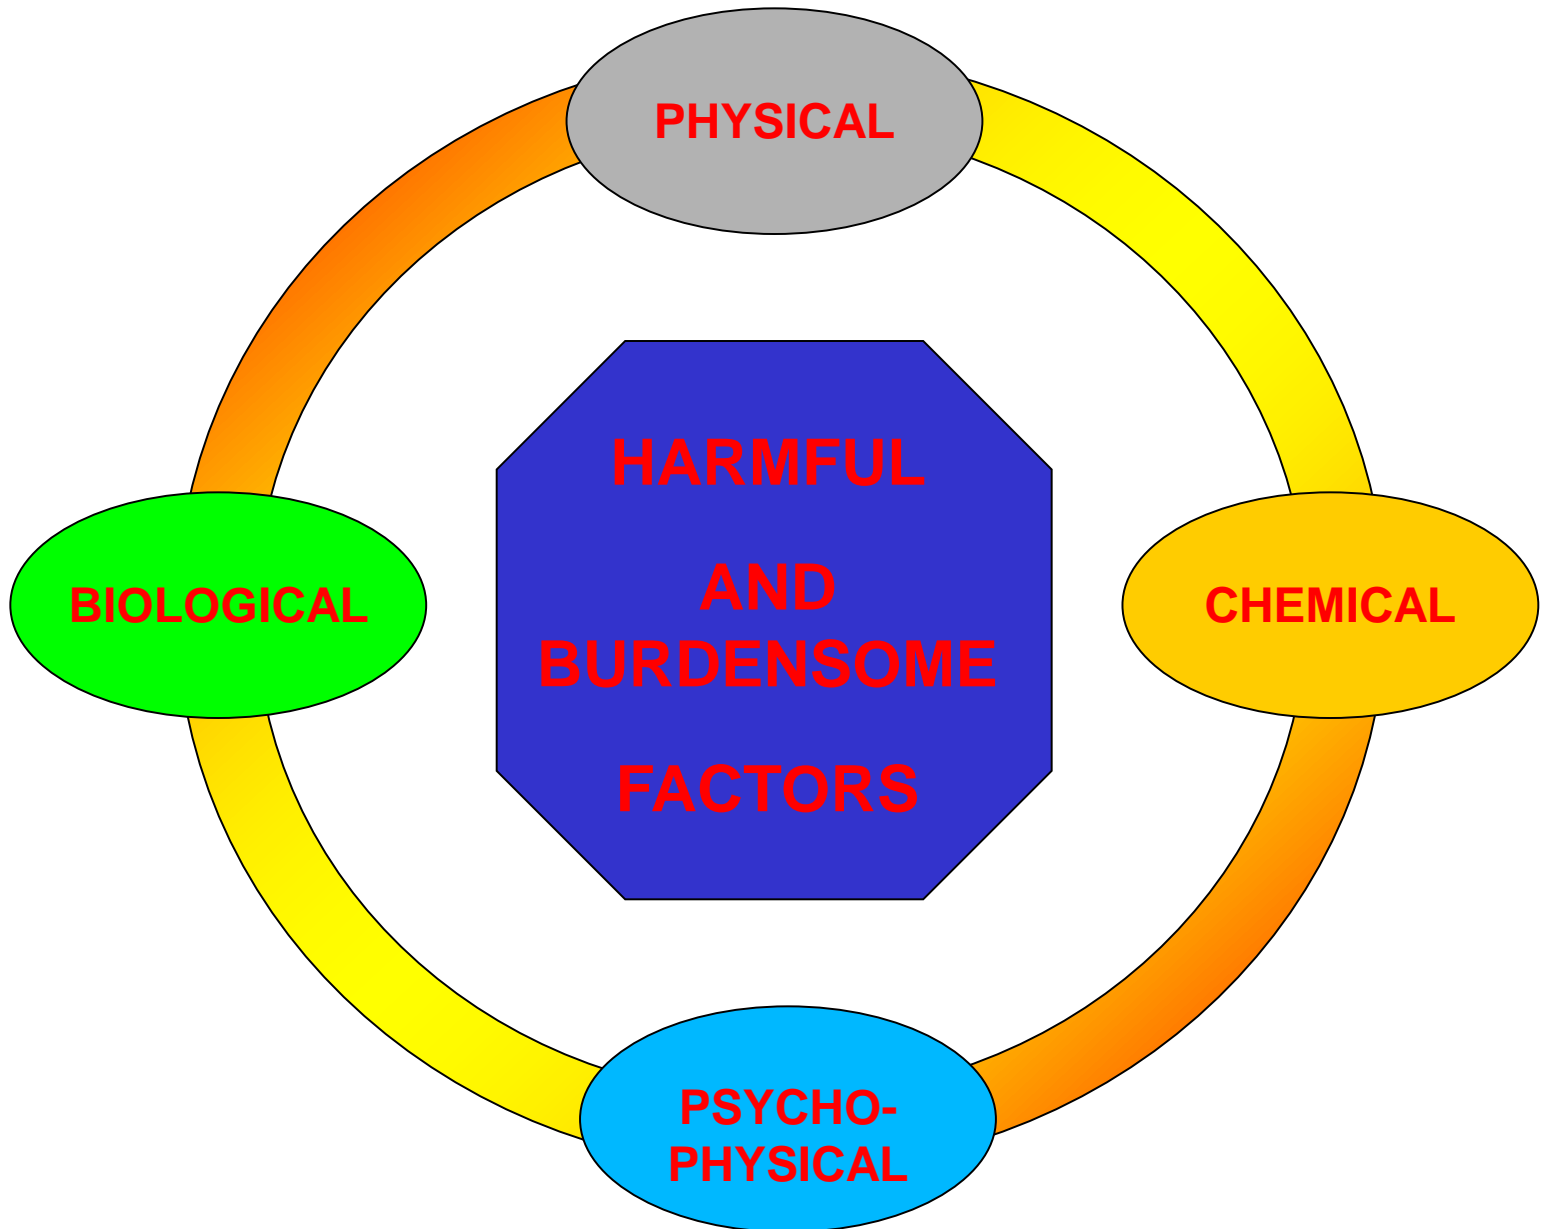 PHYSICAL
HARMFUL
AND
BURDENSOME
FACTORS
BIOLOGICAL
CHEMICAL
PSYCHO-
PHYSICAL